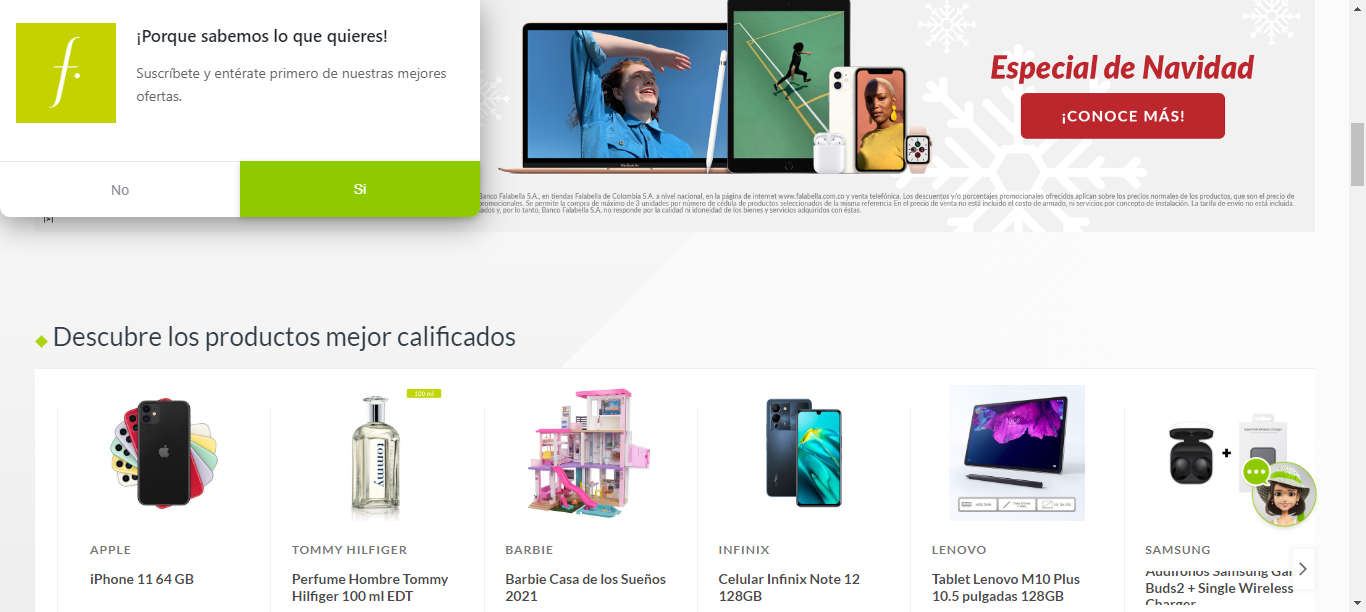 ¡Porque sabemos lo que quieres!
Suscríbete y entérate primero de nuestras mejores
ofertas.
No
Si
Especial de Navidad
¡CONOCE MÁS!
Banco Falabella S.A., en tiendas Falabella de Colombia S.A. a nivel nacional, en la página de internet www.falabella.com.co y venta telefónica. Los descuentos y/o porcentajes promocionales ofrecidos aplican sobre los precios normales de los productos, que son el precio de
promocionales. Se permite la compra de máximo de 3 unidades por número de cédula de productos seleccionados de la misma referencia En el precio de venta no está incluido el costo de armado, ni servicios por concepto de instalación. La tarifa de envío no está incluida.
y, por lo tanto, Banco Falabella S.A. no responde por la calidad ni idoneidad de los bienes y servicios adquiridos con éstas.
Descubre los productos mejor calificados
100 ml
tommy
APPLE
iPhone 11 64 GB
TOMMY HILFIGER
Perfume Hombre Tommy
Hilfiger 100 ml EDT
BARBIE
Barbie Casa de los Sueños
2021
INFINIX
Celular Infinix Note 12
128GB
LENOVO
Tablet Lenovo M10 Plus
10.5 pulgadas 128GB
SAMSUNG
Audífonos Samsung Gal
Buds2 + Single Wireless
Charger